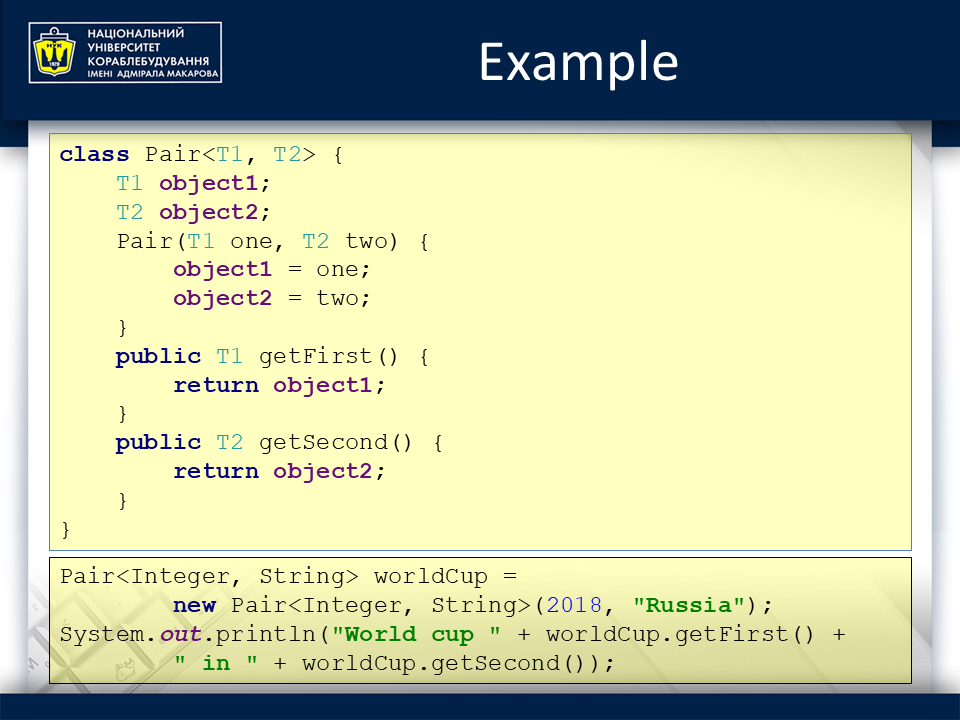 НАЦІОНАЛЬНИЙ
УНІВЕРСИТЕТ
КОРАБЛЕБУДУВАННЯ
ІМЕНІ АДМІРАЛА МАКАРОВА
НУК
1920
Example
class Pair<T1, T2> {
    T1 object1;
    T2 object2;
    Pair(T1 one, T2 two) {
        object1 = one;
        object2 = two;
    }
    public T1 getFirst() {
        return object1;
    }
    public T2 getSecond() {
        return object2;
    }
}
Pair<Integer, String> worldCup =
        new Pair<Integer, String>(2018, "Russia");
System.out.println("World cup " + worldCup.getFirst() +
        " in " + worldCup.getSecond());